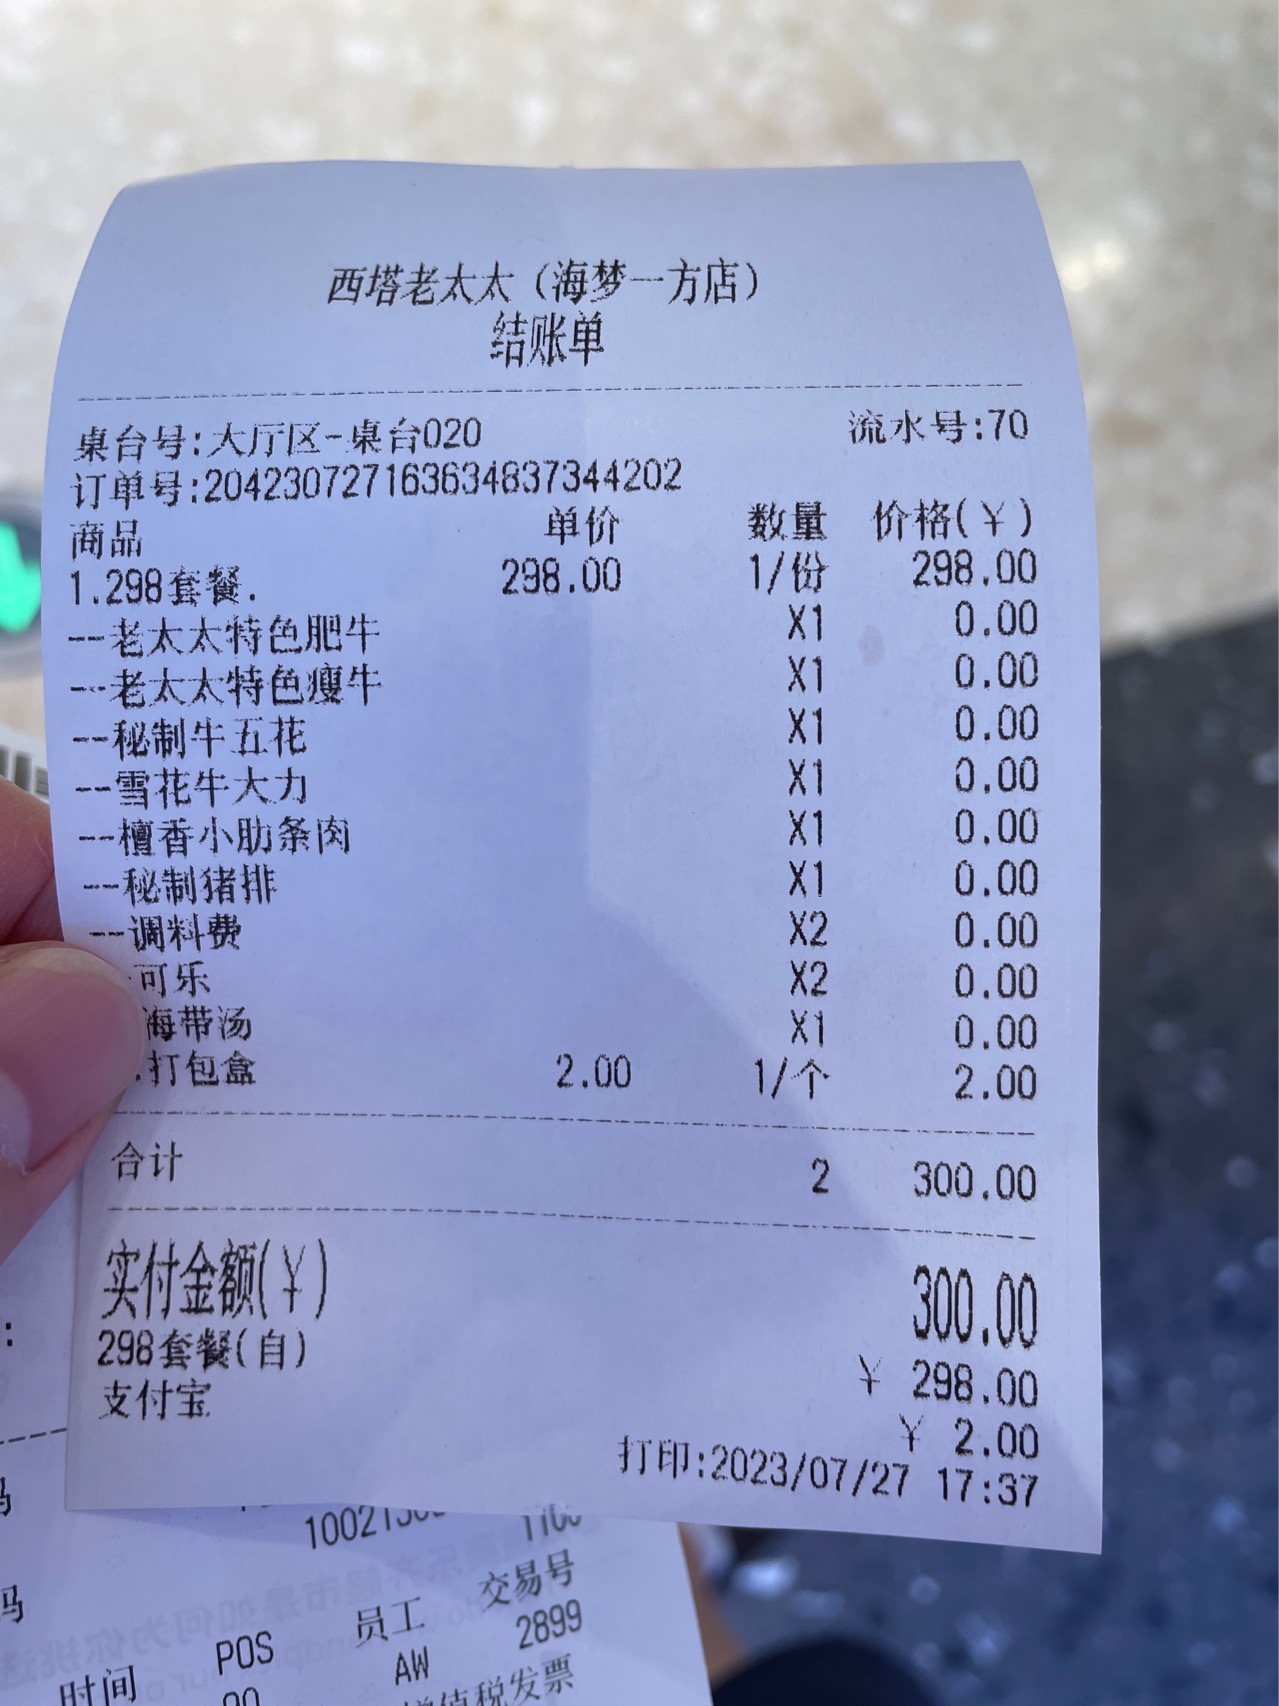 西塔老太太（海梦一方店）
结账单
桌台号:大厅区-桌台020 流水号:70
订单号:204230727163634837344202
商品 单价 数量 价格(￥)
1.298套餐. 298.00 1/份 298.00
--老太太特色肥牛 X1 0.00
--老太太特色瘦牛 X1 0.00
--秘制牛五花 X1 0.00
--雪花牛大力 X1 0.00
--檀香小肋条肉 X1 0.00
--秘制猪排 X1 0.00
--调料费 X2 0.00
可乐 X2 0.00
海带汤 X1 0.00
.打包盒 2.00 1/个 2.00
合计 2 300.00
实付金额(￥) 300.00
298套餐(自) ￥ 298.00
支付宝 ￥ 2.00
打印:2023/07/27 17:37
时间 POS 员工 交易号
AW 2899
增值税发票